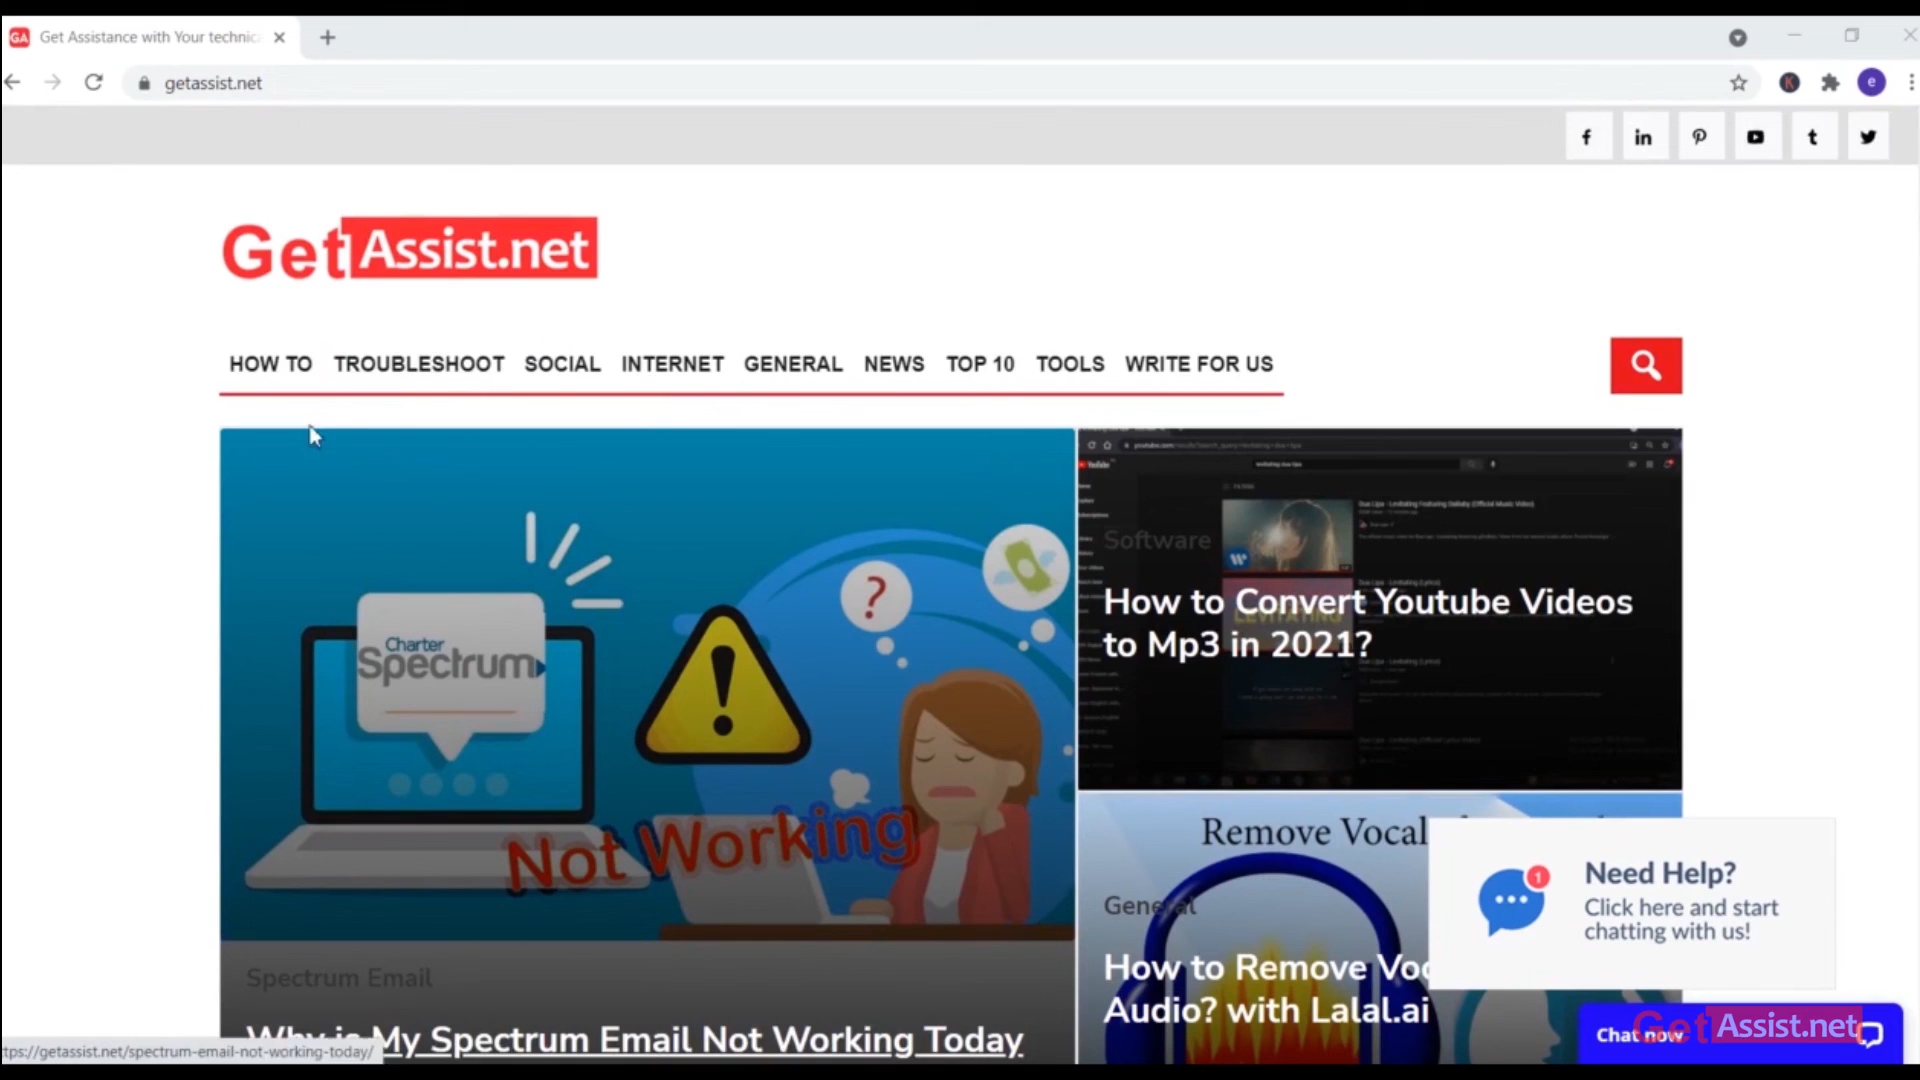 GA Get Assistance with Your technic
getassist.net
e
Get Assist.net
HOW TO TROUBLESHOOT SOCIAL INTERNET GENERAL NEWS TOP 10 TOOLS WRITE FOR US
Charter
Spectrum
?
Not Working
Spectrum Email
Why is My Spectrum Email Not Working Today
Software
How to Convert Youtube Videos
to Mp3 in 2021?
LEVITATING
Remove Vocal
General
How to Remove Voc
Audio? with Lalal.ai
1
Need Help?
Click here and start
chatting with us!
Chat now
Get Assist.net
tps://getassist.net/spectrum-email-not-working-today/